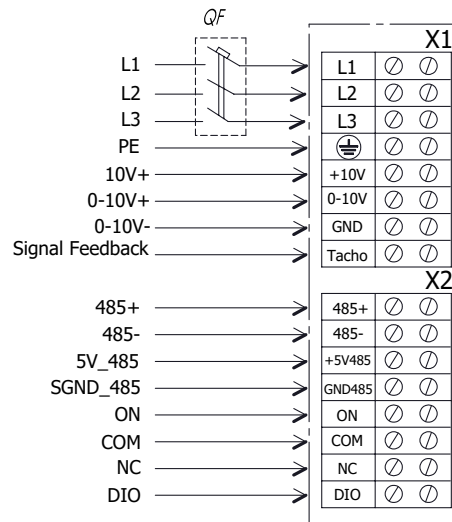 QF
X1
L1 L1
L2 L2
L3 L3
PE
10V+ +10V
0-10V+ 0-10V
0-10V- GND
Signal Feedback Tacho
X2
485+ 485+
485- 485-
5V_485 +5V485
SGND_485 GND485
ON ON
COM COM
NC NC
DIO DIO